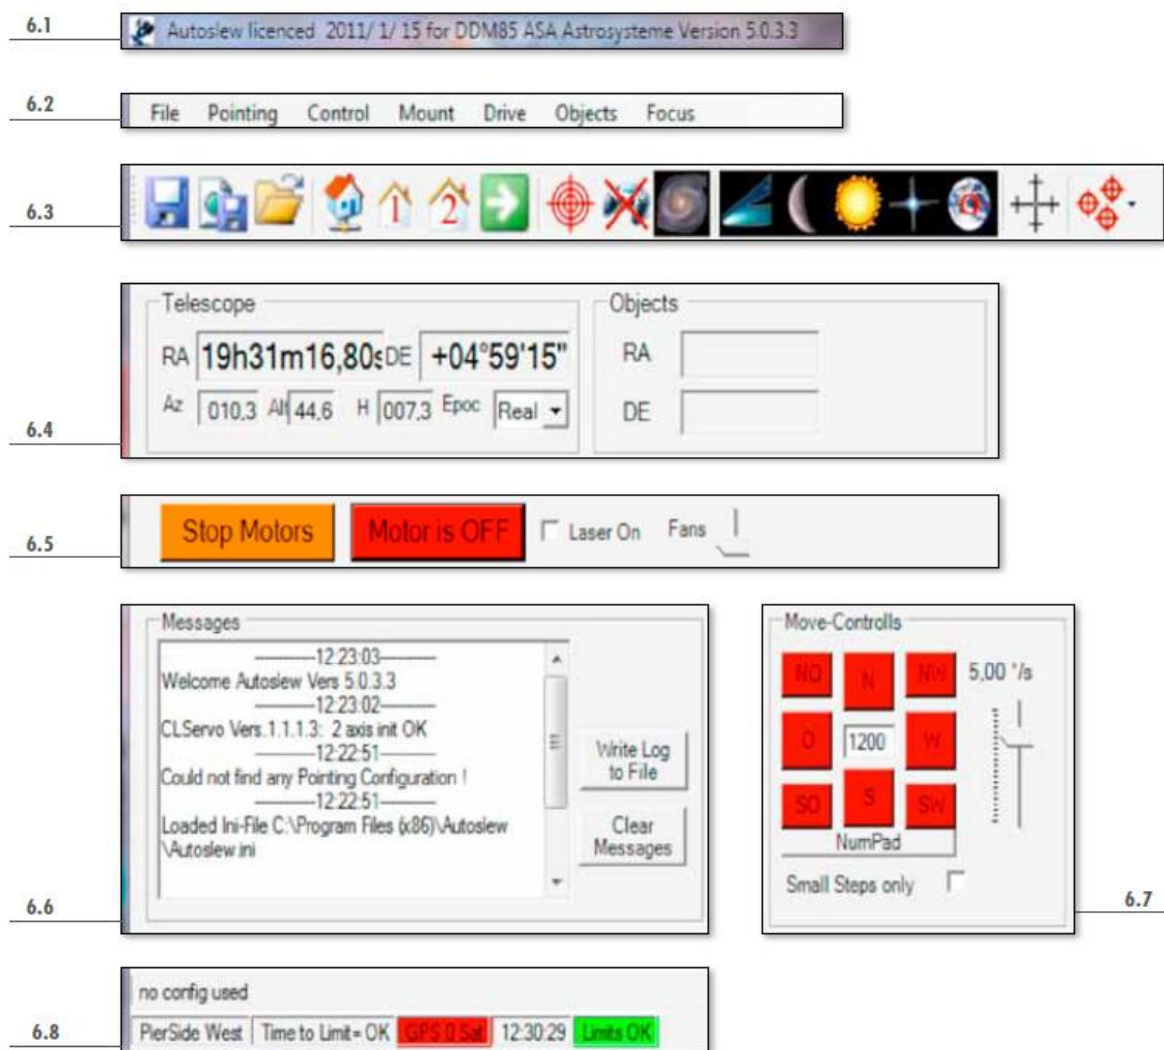 6.1
Autoslew licenced 2011/ 1/ 15 for DDM85 ASA Astrosysteme Version 5.0.3.3
6.2
File Pointing Control Mount Drive Objects Focus
6.3
1 2
6.4
Telescope
RA 19h31m16,80s DE +04°59'15"
Az 010,3 Alt 44,6 H 007,3 Epoc Real
Objects
RA
DE
6.5
Stop Motors Motor is OFF Laser On Fans
6.6
Messages
----------12:23:03----------
Welcome Autoslew Vers 5.0.3.3
----------12:23:02----------
CLServo Vers.1.1.1.3: 2 axis init OK
----------12:22:51----------
Could not find any Pointing Configuration !
----------12:22:51----------
Loaded Ini-File C:\Program Files (x86)\Autoslew
\Autoslew.ini
Write Log
to File
Clear
Messages
6.7
Move-Controlls
NO N NW 5,00 °/s
O 1200 W
SO S SW
NumPad
Small Steps only
6.8
no config used
PierSide West Time to Limit= OK GPS 0 Sat 12:30:29 Limits OK